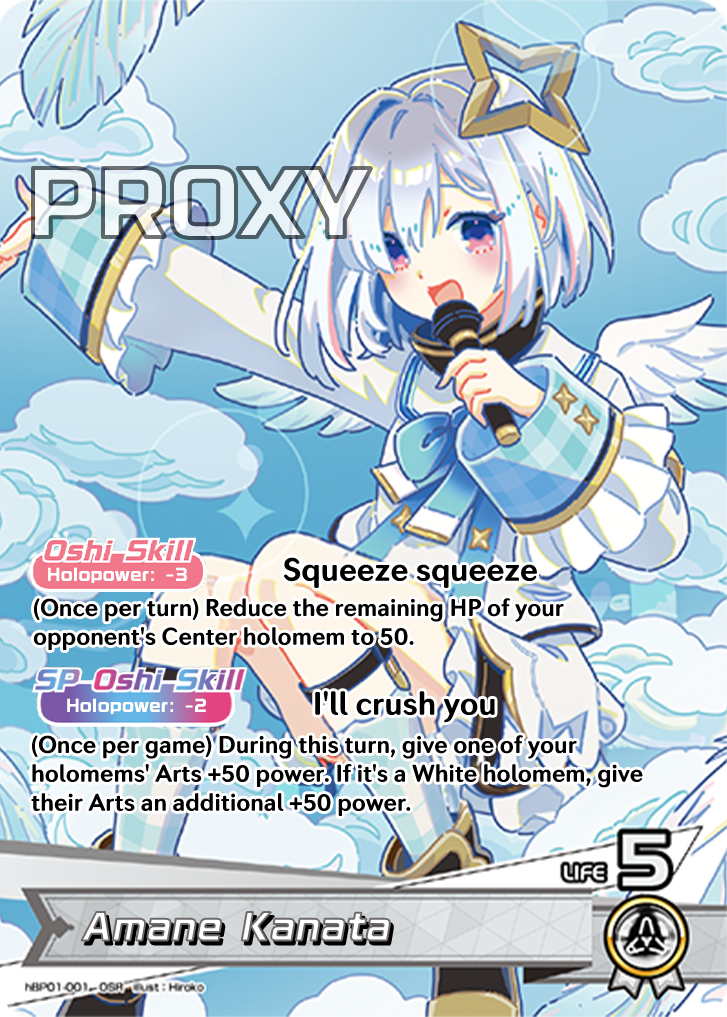 PROXY
Oshi Skill
Holopower: -3
Squeeze squeeze
(Once per turn) Reduce the remaining HP of your
opponent's Center holomem to 50.
SP Oshi Skill
Holopower: -2
I'll crush you
(Once per game) During this turn, give one of your
holomems' Arts +50 power. If it's a White holomem, give
their Arts an additional +50 power.
LIFE 5
Amane Kanata
hBP01-001 OSR illust : Hiroko